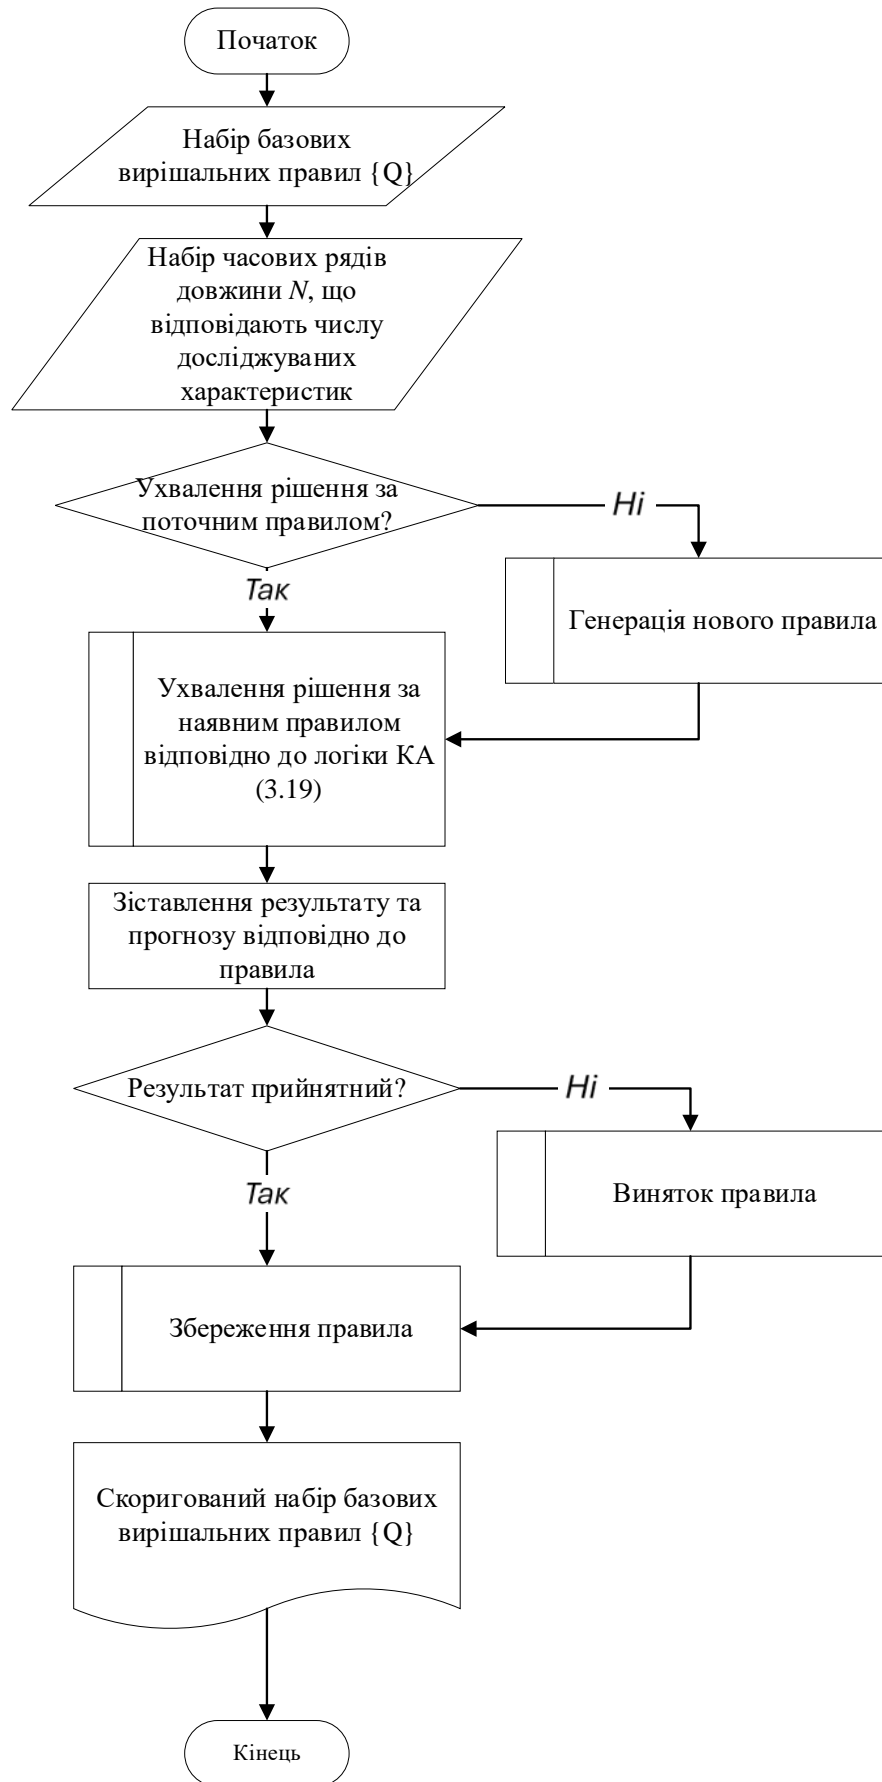 Початок
Набір базових
вирішальних правил {Q}
Набір часових рядів
довжини N, що
відповідають числу
досліджуваних
характеристик
Ухвалення рішення за
поточним правилом?
Ні
Так
Генерація нового правила
Ухвалення рішення за
наявним правилом
відповідно до логіки КА
(3.19)
Зіставлення результату та
прогнозу відповідно до
правила
Результат прийнятний?
Ні
Так
Виняток правила
Збереження правила
Скоригований набір базових
вирішальних правил {Q}
Кінець